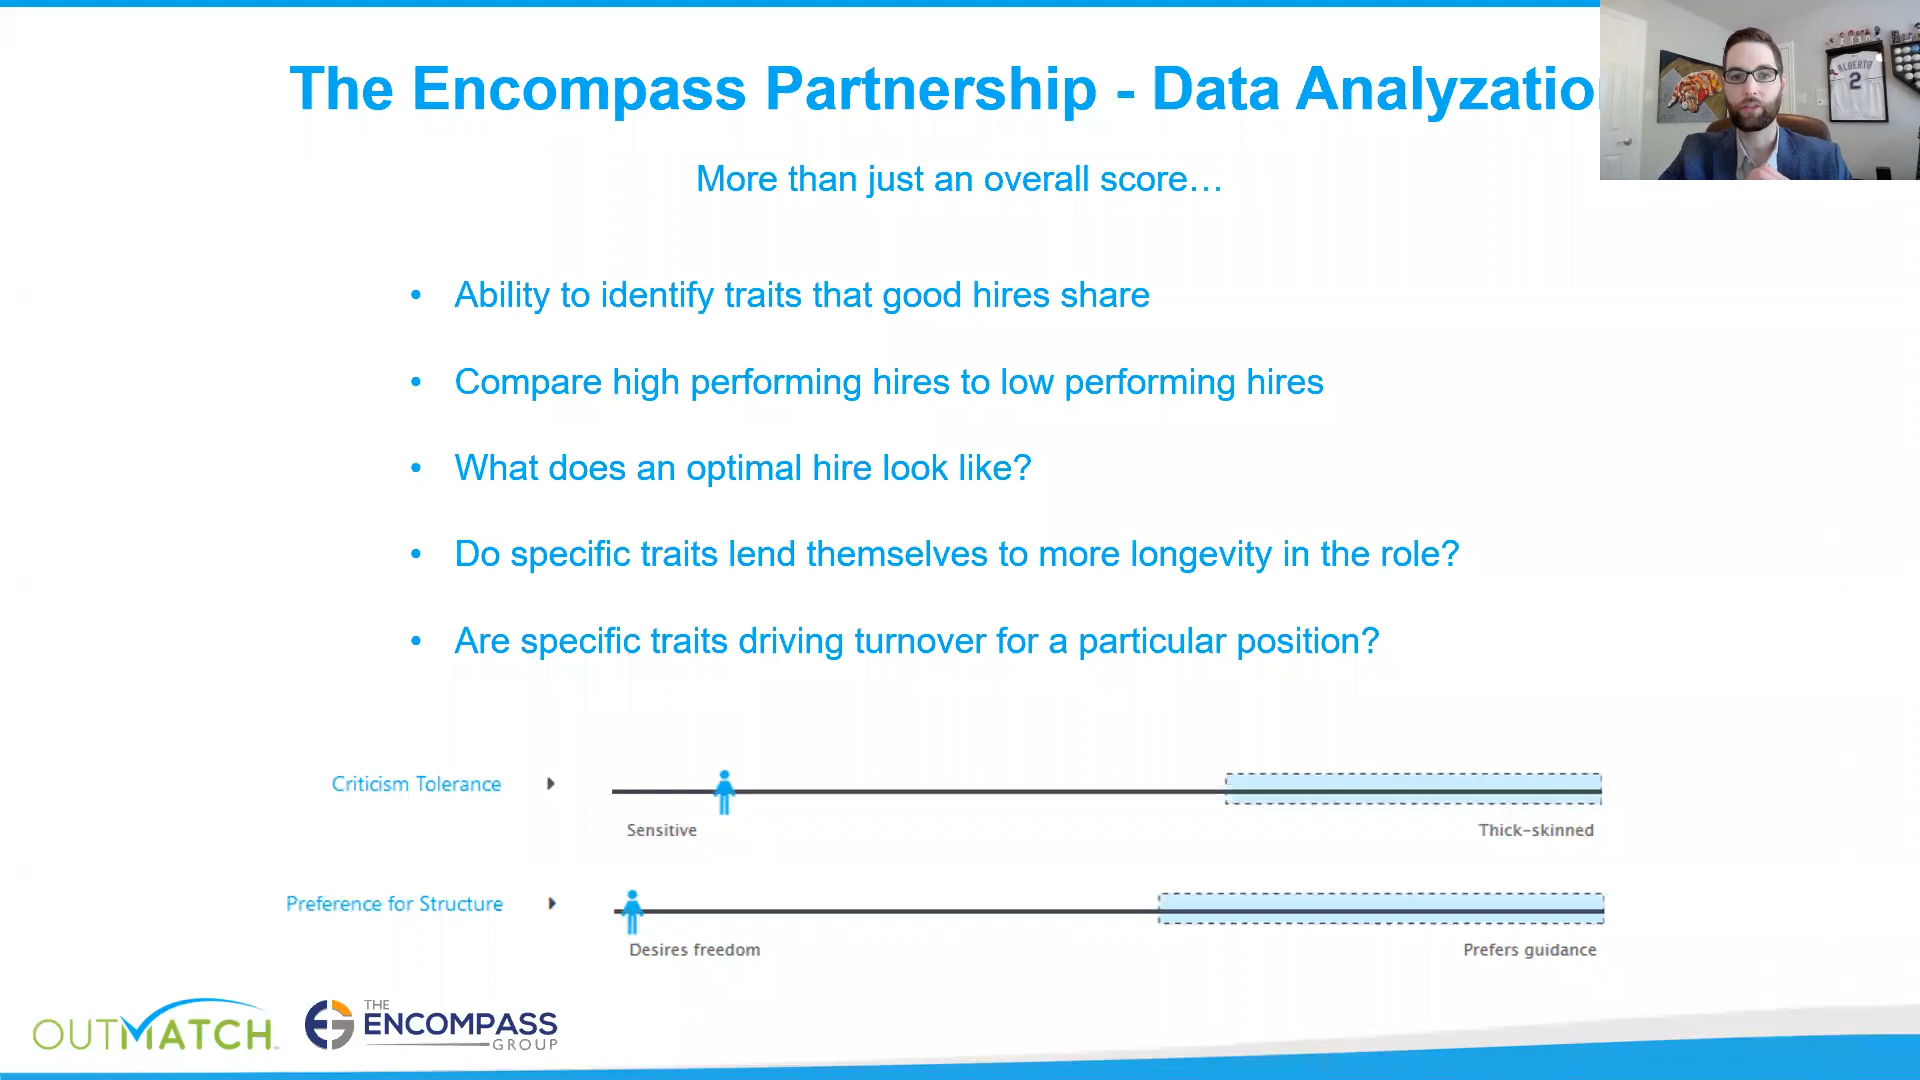 The Encompass Partnership - Data Analyzatio
More than just an overall score…
• Ability to identify traits that good hires share
• Compare high performing hires to low performing hires
• What does an optimal hire look like?
• Do specific traits lend themselves to more longevity in the role?
• Are specific traits driving turnover for a particular position?
Criticism Tolerance
Sensitive
Thick-skinned
Preference for Structure
Desires freedom
Prefers guidance
OUTMATCH
THE
ENCOMPASS
GROUP
ALBERTO
2